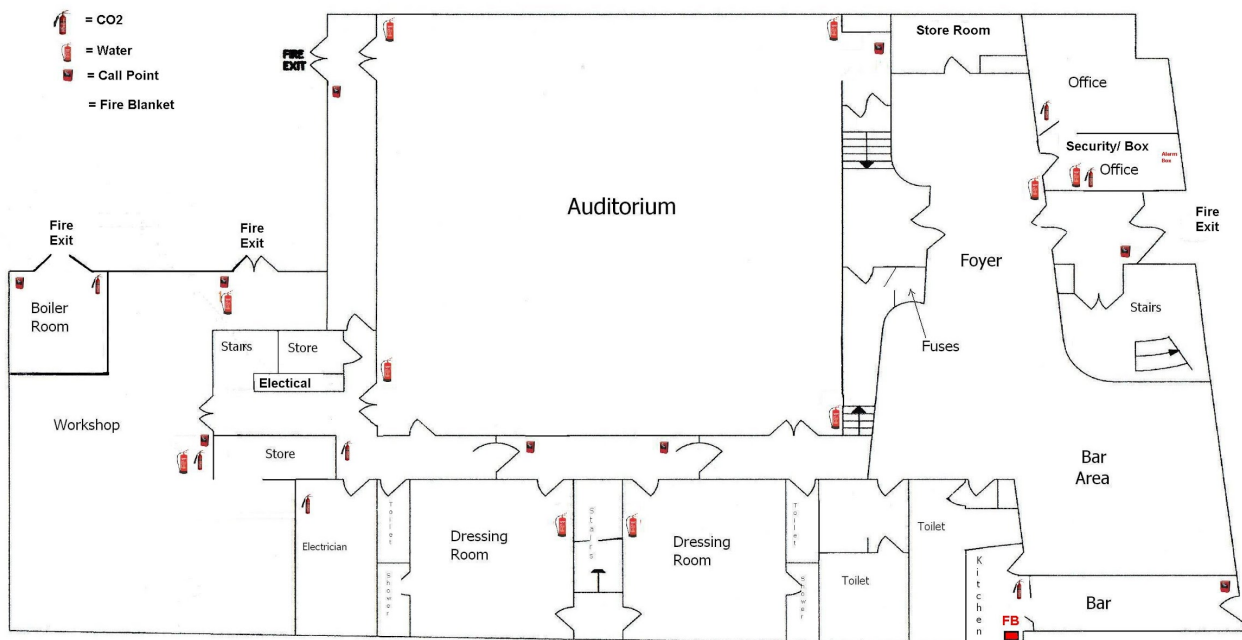 = CO2
= Water
= Call Point
= Fire Blanket
FIRE
EXIT
Store Room
Office
Security/ Box
Office
Alarm
Box
Auditorium
Fire
Exit
Fire
Exit
Fire
Exit
Foyer
Boiler
Room
Stairs
Fuses
Stairs
Store
Electical
Workshop
Store
Bar
Area
Electrician
Toilet
Shower
Dressing
Room
Stairs
Dressing
Room
Toilet
Shower
Toilet
Toilet
Kitchen
Bar
FB